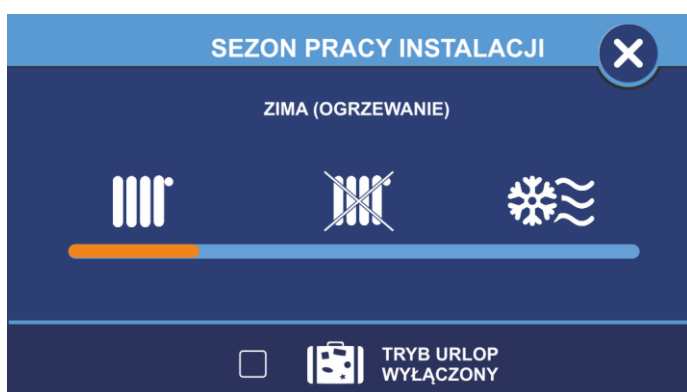 SEZON PRACY INSTALACJI
ZIMA (OGRZEWANIE)
TRYB URLOP
WYŁĄCZONY